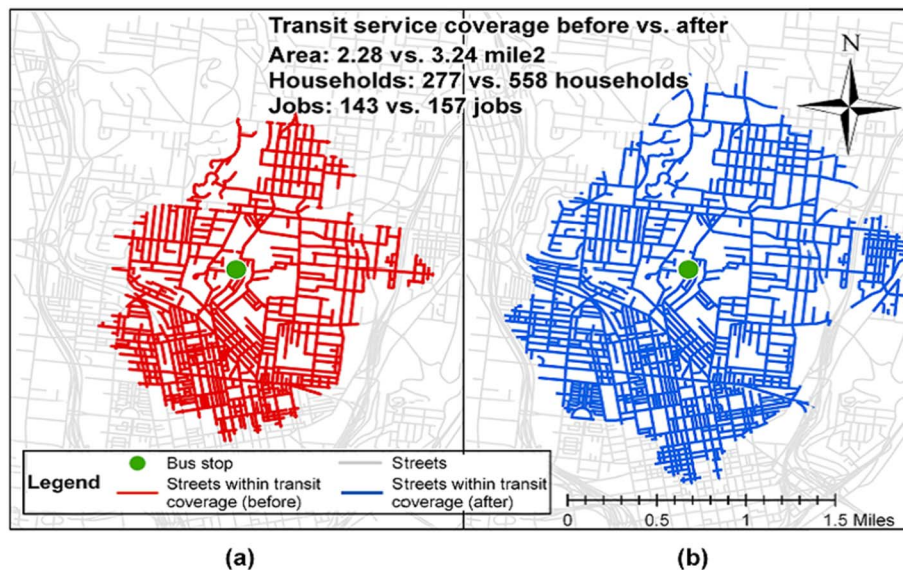 Transit service coverage before vs. after
Area: 2.28 vs. 3.24 mile2
Households: 277 vs. 558 households
Jobs: 143 vs. 157 jobs
N
Legend
Bus stop
Streets
Streets within transit
coverage (before)
Streets within transit
coverage (after)
0 0.5 1 1.5 Miles
(a) (b)